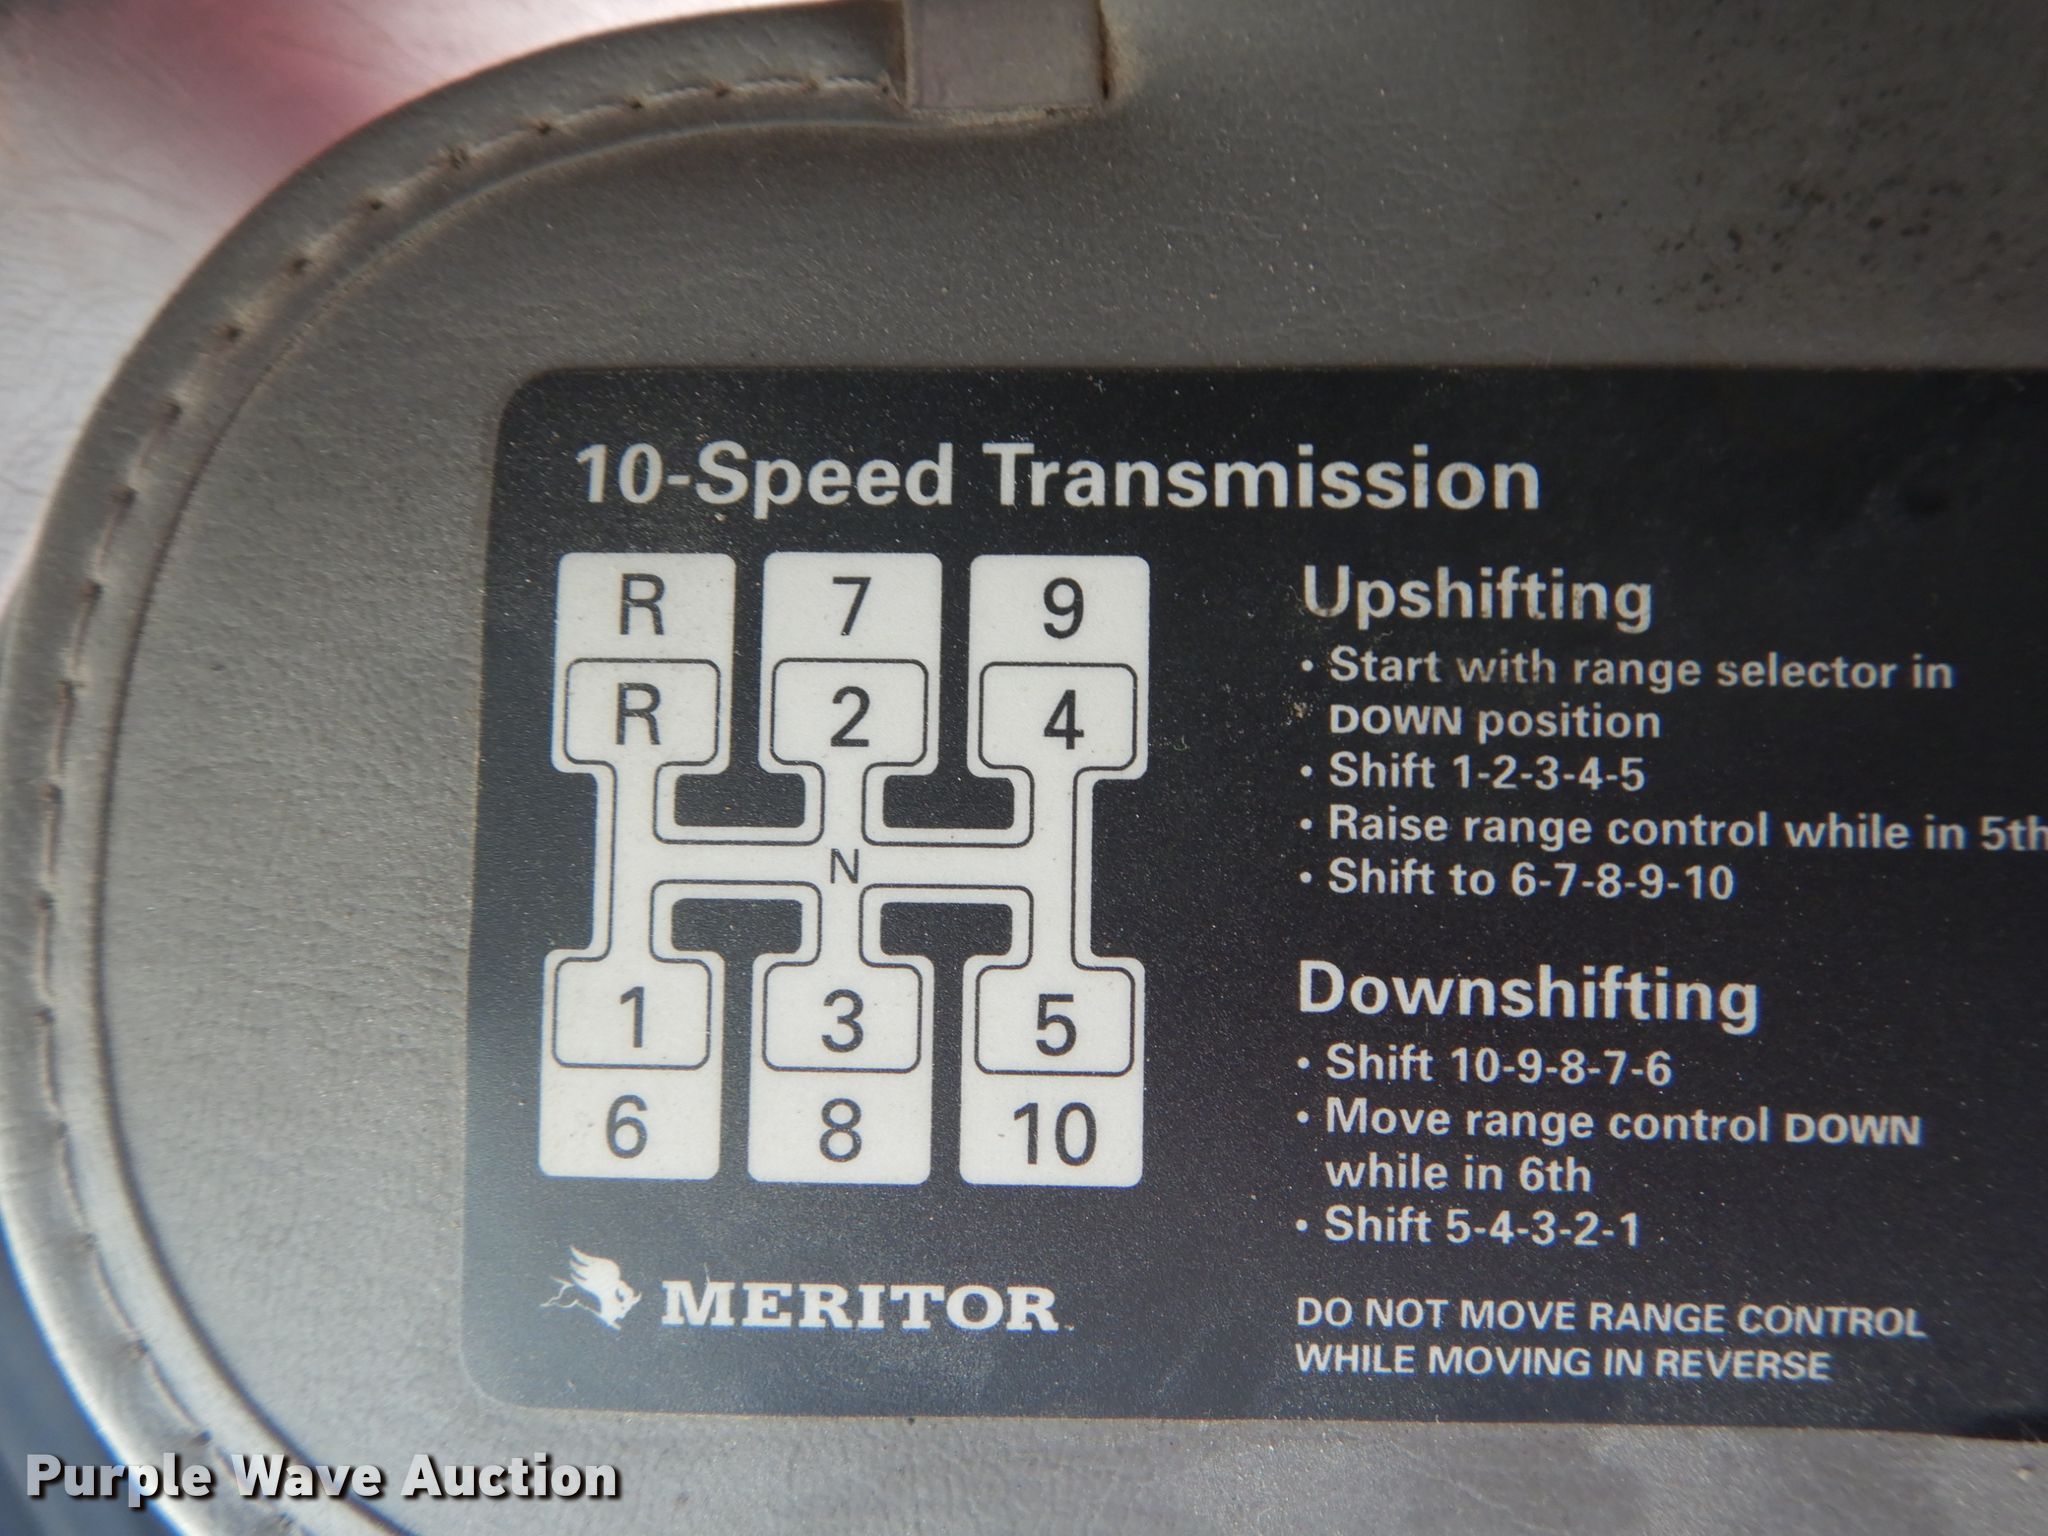 10-Speed Transmission
R 7 9
R 2 4
N
1 3 5
6 8 10
MERITOR
Upshifting
• Start with range selector in
DOWN position
• Shift 1-2-3-4-5
• Raise range control while in 5th
• Shift to 6-7-8-9-10
Downshifting
• Shift 10-9-8-7-6
• Move range control DOWN
while in 6th
• Shift 5-4-3-2-1
DO NOT MOVE RANGE CONTROL
WHILE MOVING IN REVERSE
Purple Wave Auction